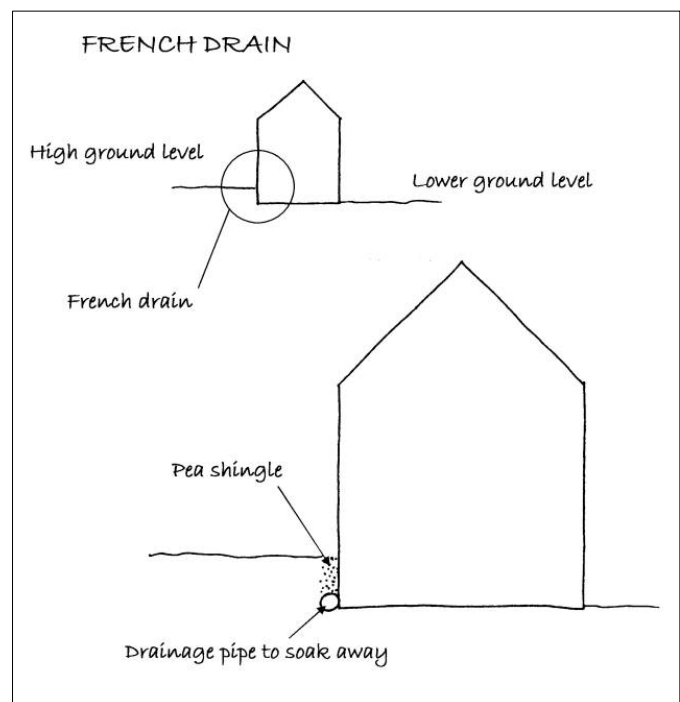 FRENCH DRAIN
High ground level
Lower ground level
French drain
Pea shingle
Drainage pipe to soak away